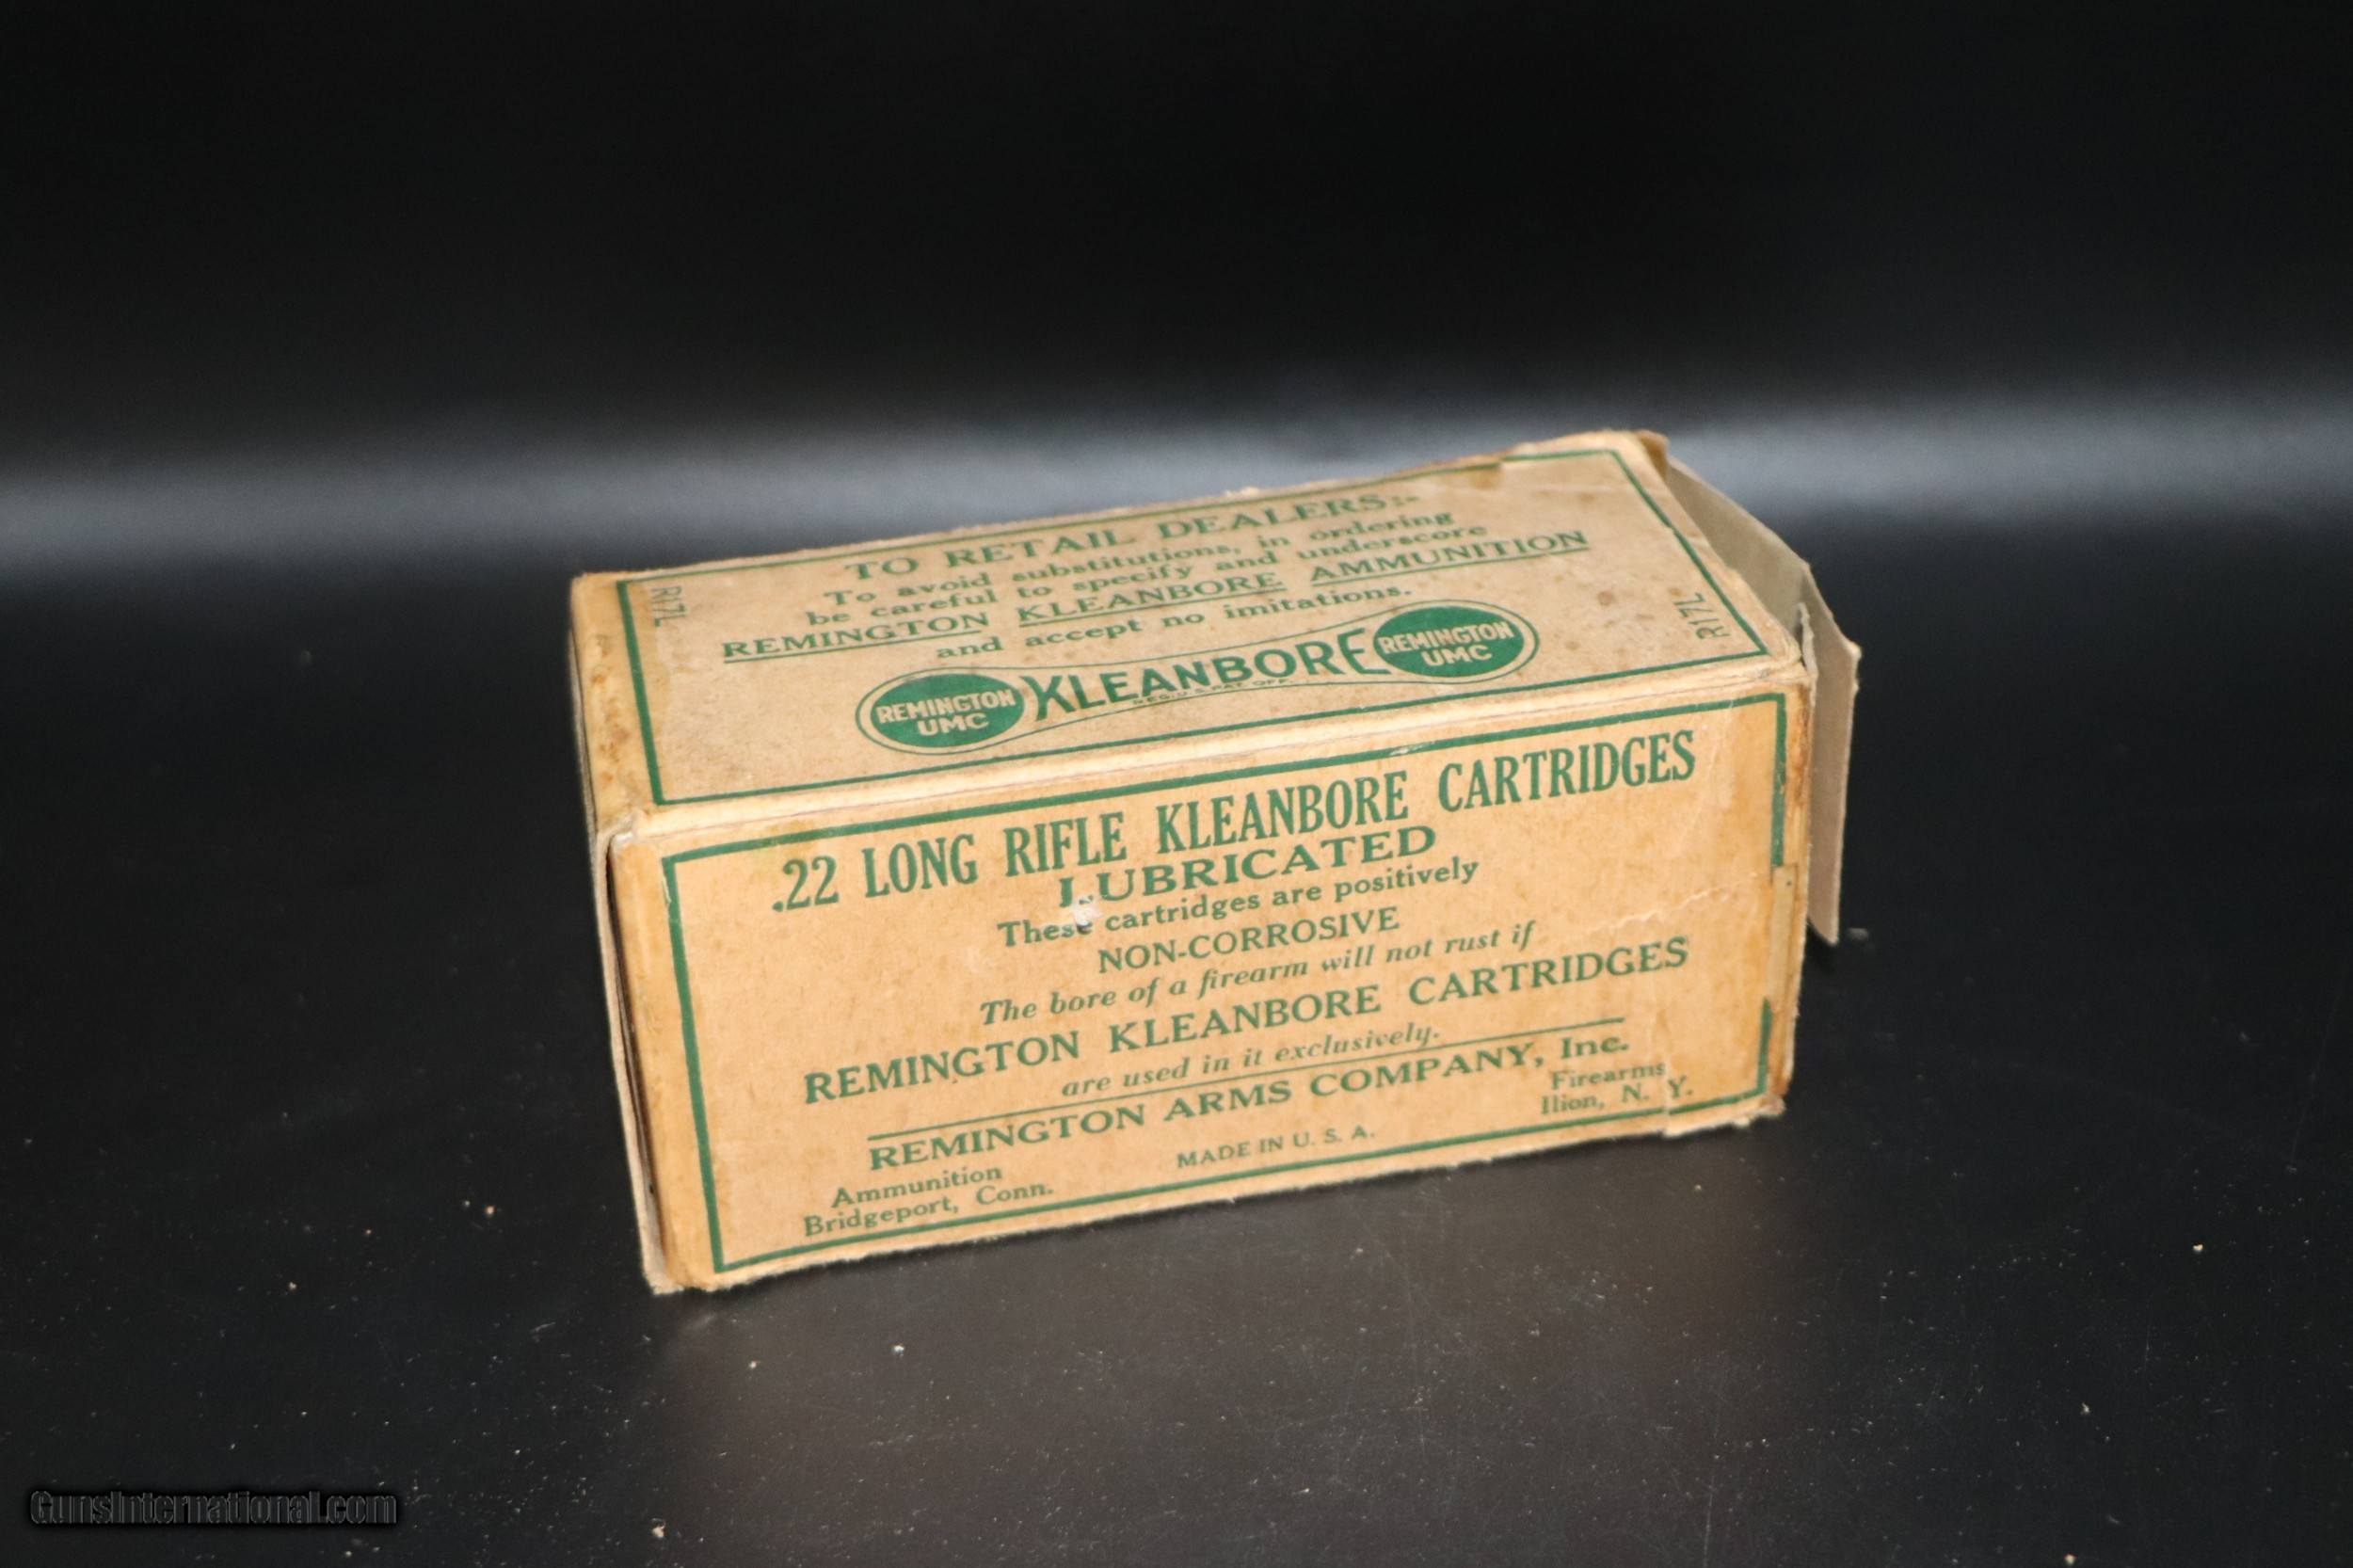 TO RETAIL DEALERS:-
To avoid substitutions, in ordering
be careful to specify and underscore
REMINGTON KLEANBORE AMMUNITION
and accept no imitations.
R17L
R17L
REMINGTON
UMC
KLEANBORE
REG. U.S. PAT. OFF.
REMINGTON
UMC
.22 LONG RIFLE KLEANBORE CARTRIDGES
LUBRICATED
These cartridges are positively
NON-CORROSIVE
The bore of a firearm will not rust if
REMINGTON KLEANBORE CARTRIDGES
are used in it exclusively.
REMINGTON ARMS COMPANY, Inc.
Ammunition
Bridgeport, Conn.
MADE IN U. S. A.
Firearms
Ilion, N. Y.
GunsInternational.com